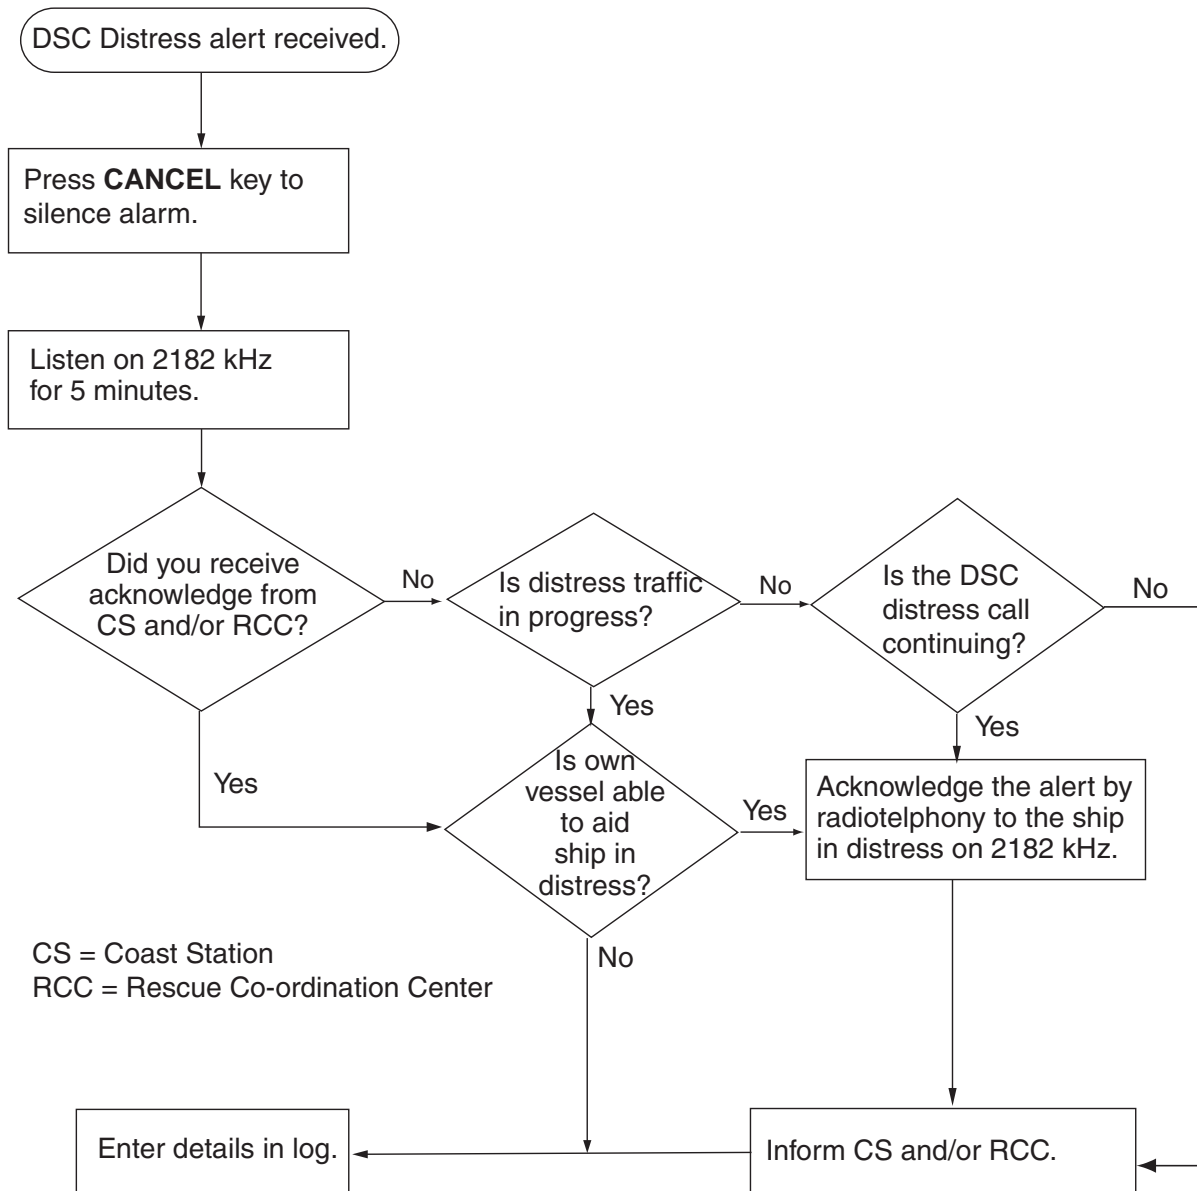 DSC Distress alert received.
Press CANCEL key to
silence alarm.
Listen on 2182 kHz
for 5 minutes.
Did you receive
acknowledge from
CS and/or RCC?
No
Is distress traffic
in progress?
No
Is the DSC
distress call
continuing?
No
Yes
Yes
Yes
Is own
vessel able
to aid
ship in
distress?
Yes
Acknowledge the alert by
radiotelphony to the ship
in distress on 2182 kHz.
No
CS = Coast Station
RCC = Rescue Co-ordination Center
Enter details in log.
Inform CS and/or RCC.